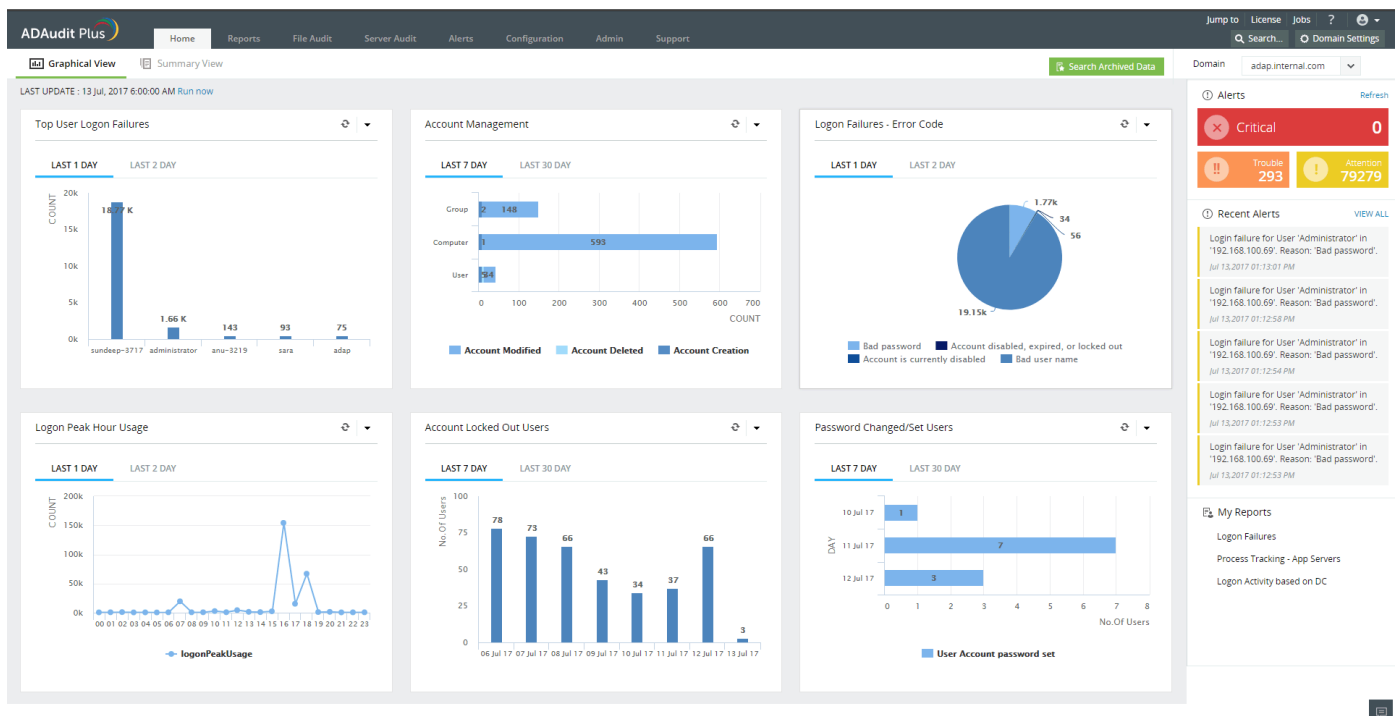 Jump to License Jobs ?
ADAudit Plus
Home Reports File Audit Server Audit Alerts Configuration Admin Support
Search... Domain Settings
Graphical View Summary View
Search Archived Data
Domain adap.internal.com
LAST UPDATE : 13 Jul, 2017 6:00:00 AM Run now
Top User Logon Failures
LAST 1 DAY LAST 2 DAY
COUNT
20k
15k
10k
5k
0k
18.77 K
1.66 K
143
93
75
sundeep-3717 administrator anu-3219 sara adap
Account Management
LAST 7 DAY LAST 30 DAY
Group 2 148
Computer 1 593
User
0 100 200 300 400 500 600 700
COUNT
Account Modified Account Deleted Account Creation
Logon Failures - Error Code
LAST 1 DAY LAST 2 DAY
1.77k
34
56
19.15k
Bad password Account disabled, expired, or locked out
Account is currently disabled Bad user name
Logon Peak Hour Usage
LAST 1 DAY LAST 2 DAY
COUNT
200k
150k
100k
50k
0k
00 01 02 03 04 05 06 07 08 09 10 11 12 13 14 15 16 17 18 19 20 21 22 23
logonPeakUsage
Account Locked Out Users
LAST 7 DAY LAST 30 DAY
No.Of Users
100
75
50
25
0
78
73
66
43
34
37
66
3
06 Jul 17 07 Jul 17 08 Jul 17 09 Jul 17 10 Jul 17 11 Jul 17 12 Jul 17 13 Jul 17
Password Changed/Set Users
LAST 7 DAY LAST 30 DAY
DAY
10 Jul 17 1
11 Jul 17 7
12 Jul 17 3
0 1 2 3 4 5 6 7 8
No.Of Users
User Account password set
Alerts Refresh
Critical 0
Trouble 293
Attention 79279
Recent Alerts VIEW ALL
Login failure for User 'Administrator' in
'192.168.100.69'. Reason: 'Bad password'.
Jul 13,2017 01:13:01 PM
Login failure for User 'Administrator' in
'192.168.100.69'. Reason: 'Bad password'.
Jul 13,2017 01:12:58 PM
Login failure for User 'Administrator' in
'192.168.100.69'. Reason: 'Bad password'.
Jul 13,2017 01:12:54 PM
Login failure for User 'Administrator' in
'192.168.100.69'. Reason: 'Bad password'.
Jul 13,2017 01:12:53 PM
Login failure for User 'Administrator' in
'192.168.100.69'. Reason: 'Bad password'.
Jul 13,2017 01:12:53 PM
My Reports
Logon Failures
Process Tracking - App Servers
Logon Activity based on DC